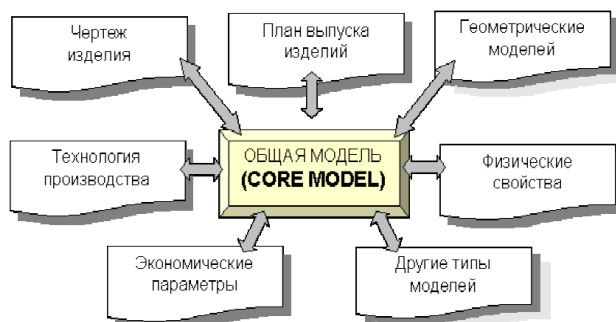 Чертеж
изделия
План выпуска
изделий
Геометрические
моделей
Технология
производства
ОБЩАЯ МОДЕЛЬ
(CORE MODEL)
Физические
свойства
Экономические
параметры
Другие типы
моделей